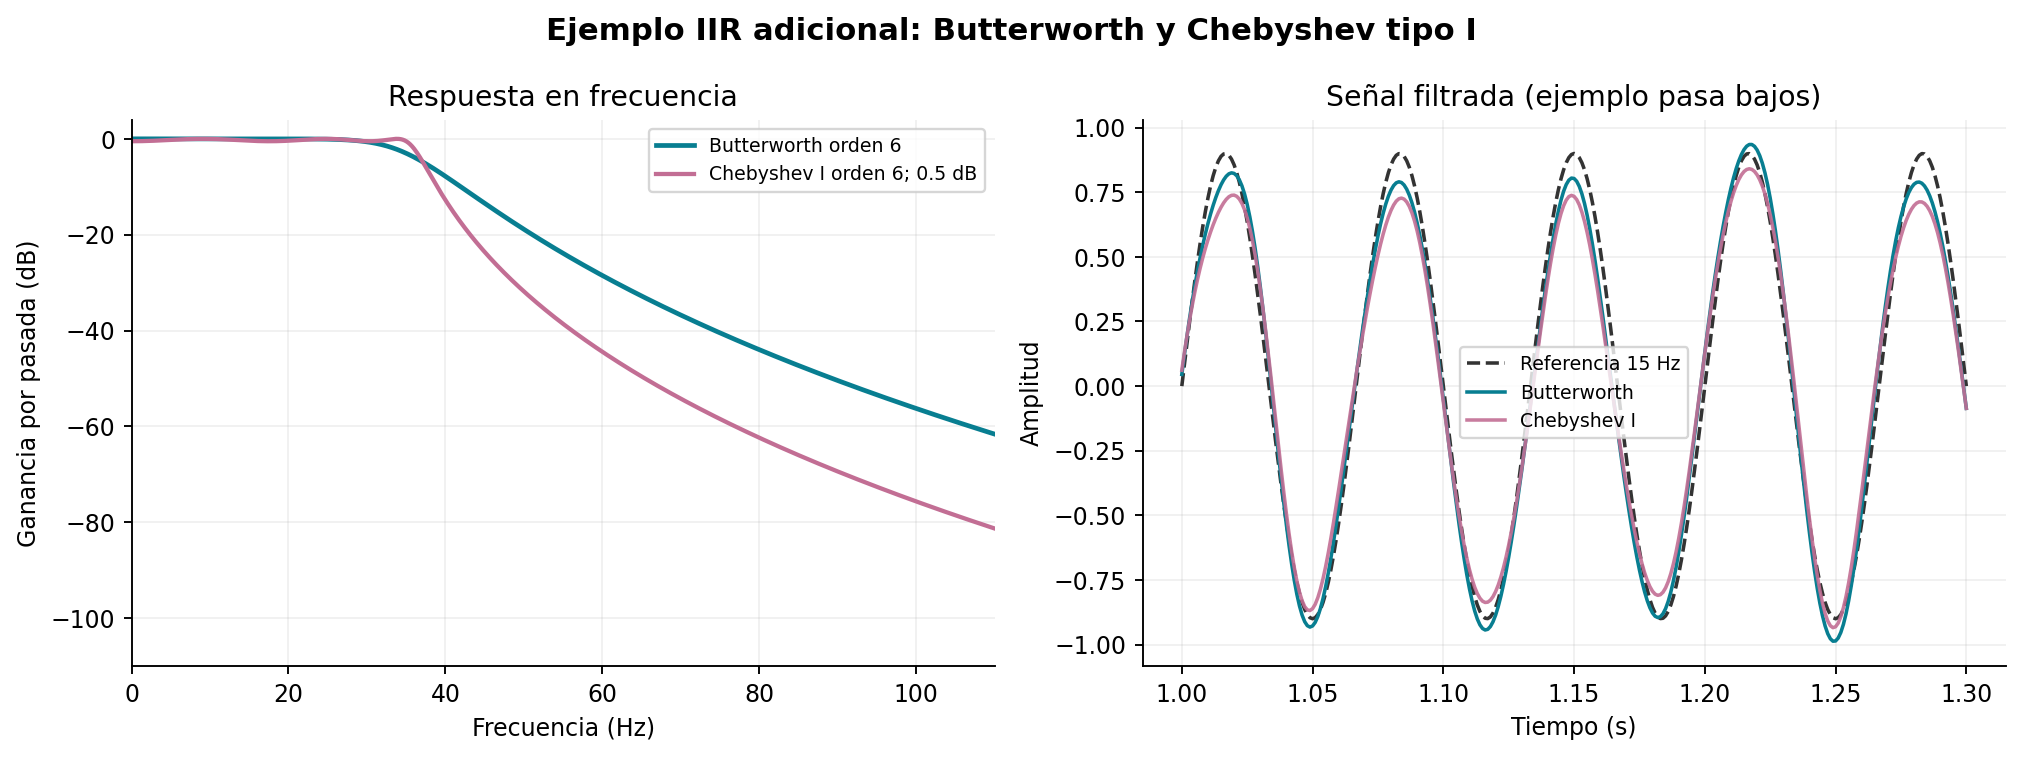 Ejemplo IIR adicional: Butterworth y Chebyshev tipo I
Respuesta en frecuencia
Butterworth orden 6
Chebyshev I orden 6; 0.5 dB
Ganancia por pasada (dB)
0
−20
−40
−60
−80
−100
0 20 40 60 80 100
Frecuencia (Hz)
Señal filtrada (ejemplo pasa bajos)
Referencia 15 Hz
Butterworth
Chebyshev I
Amplitud
1.00
0.75
0.50
0.25
0.00
−0.25
−0.50
−0.75
−1.00
1.00 1.05 1.10 1.15 1.20 1.25 1.30
Tiempo (s)